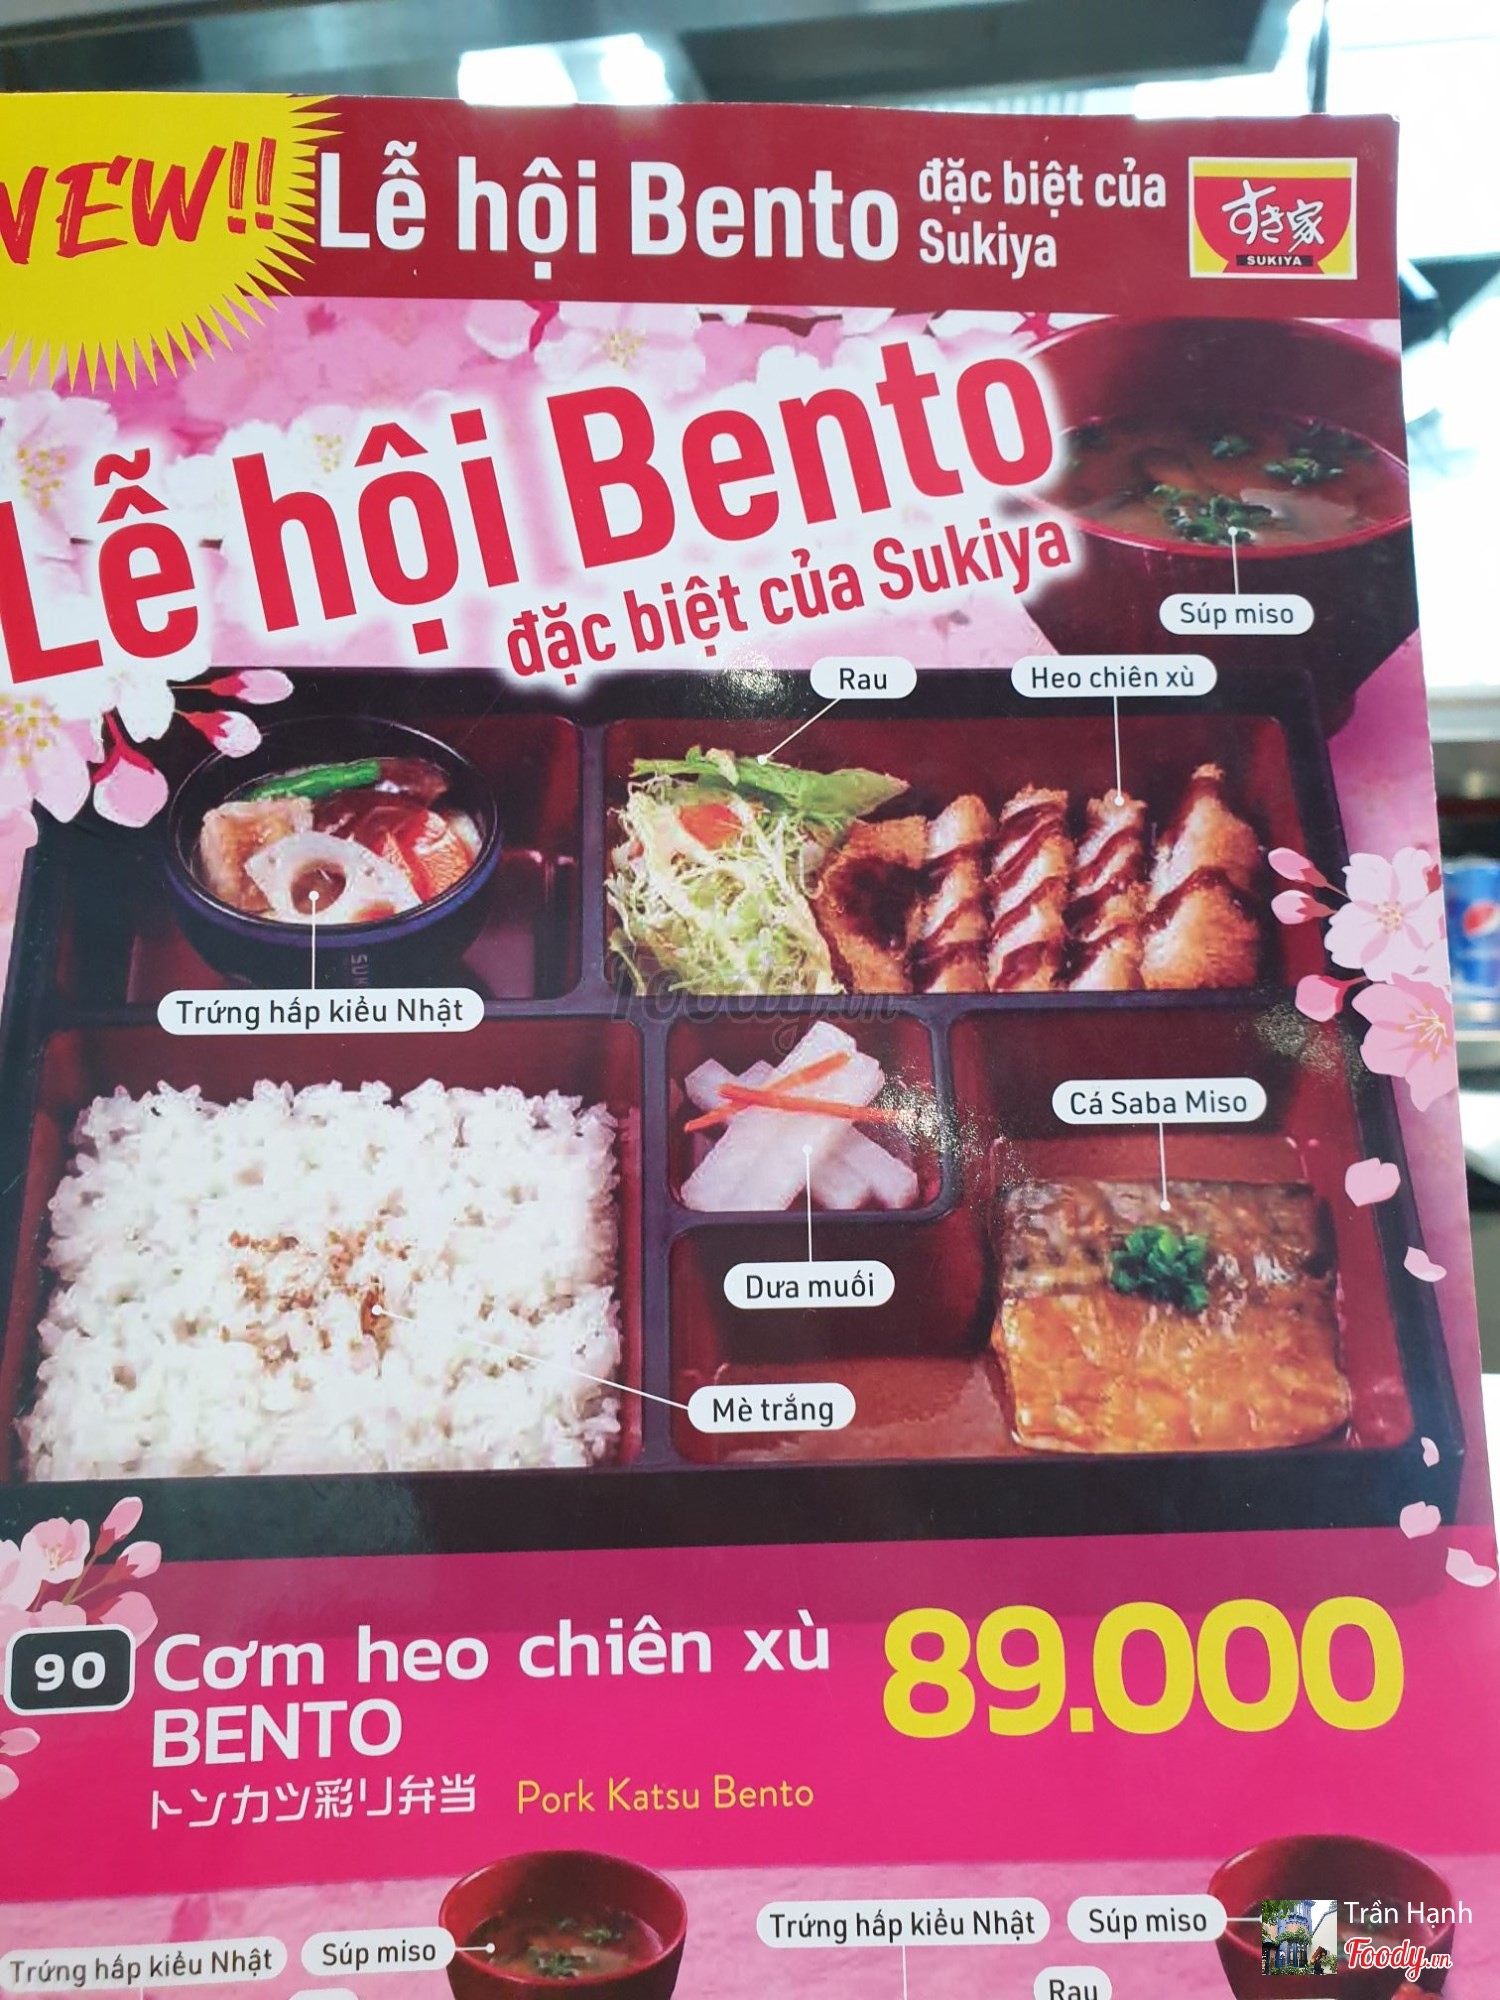 NEW!!
Lễ hội Bento
đặc biệt của
Sukiya
すき家
SUKIYA
Lễ hội Bento
đặc biệt của Sukiya
Súp miso
Rau
Heo chiên xù
Trứng hấp kiểu Nhật
Cá Saba Miso
Dưa muối
Mè trắng
90
Cơm heo chiên xù
BENTO
89.000
トンカツ彩り弁当
Pork Katsu Bento
Trứng hấp kiểu Nhật
Súp miso
Trứng hấp kiểu Nhật
Súp miso
Rau
Foody.vn
Trần Hạnh
Foody.vn